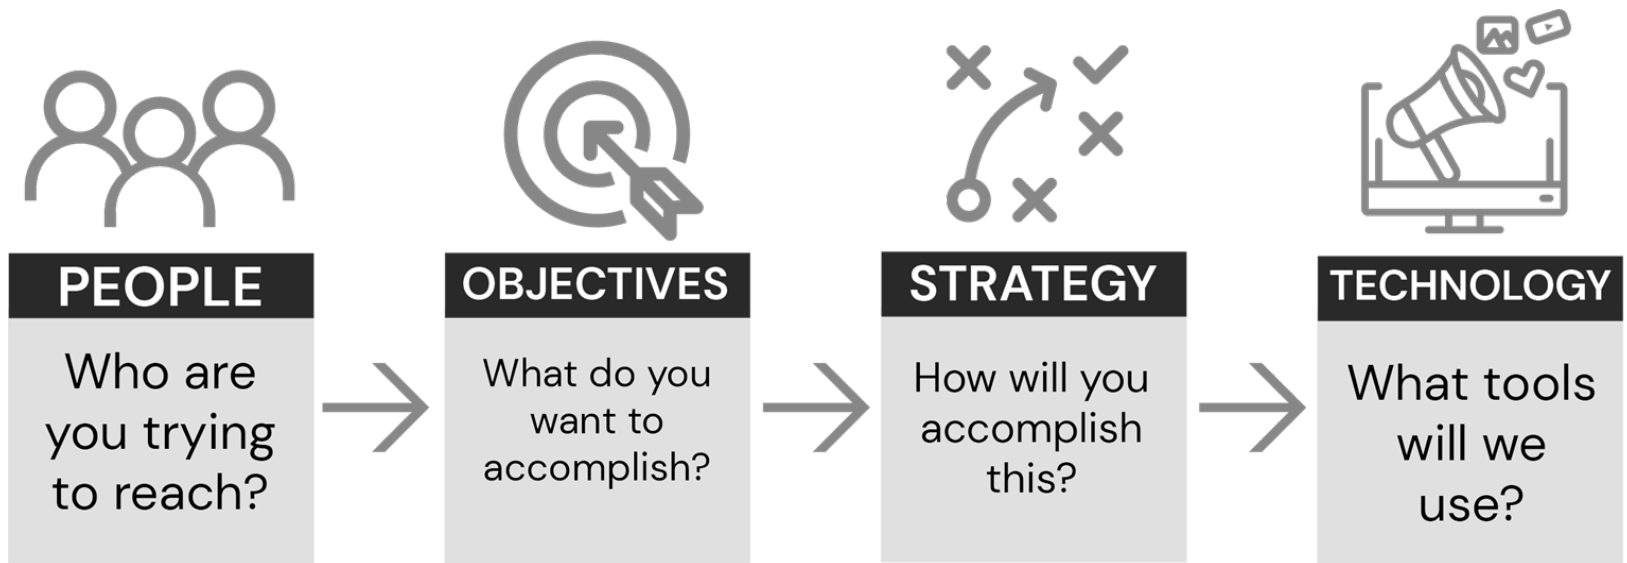 PEOPLE
Who are
you trying
to reach?
OBJECTIVES
What do you
want to
accomplish?
STRATEGY
How will you
accomplish
this?
TECHNOLOGY
What tools
will we
use?